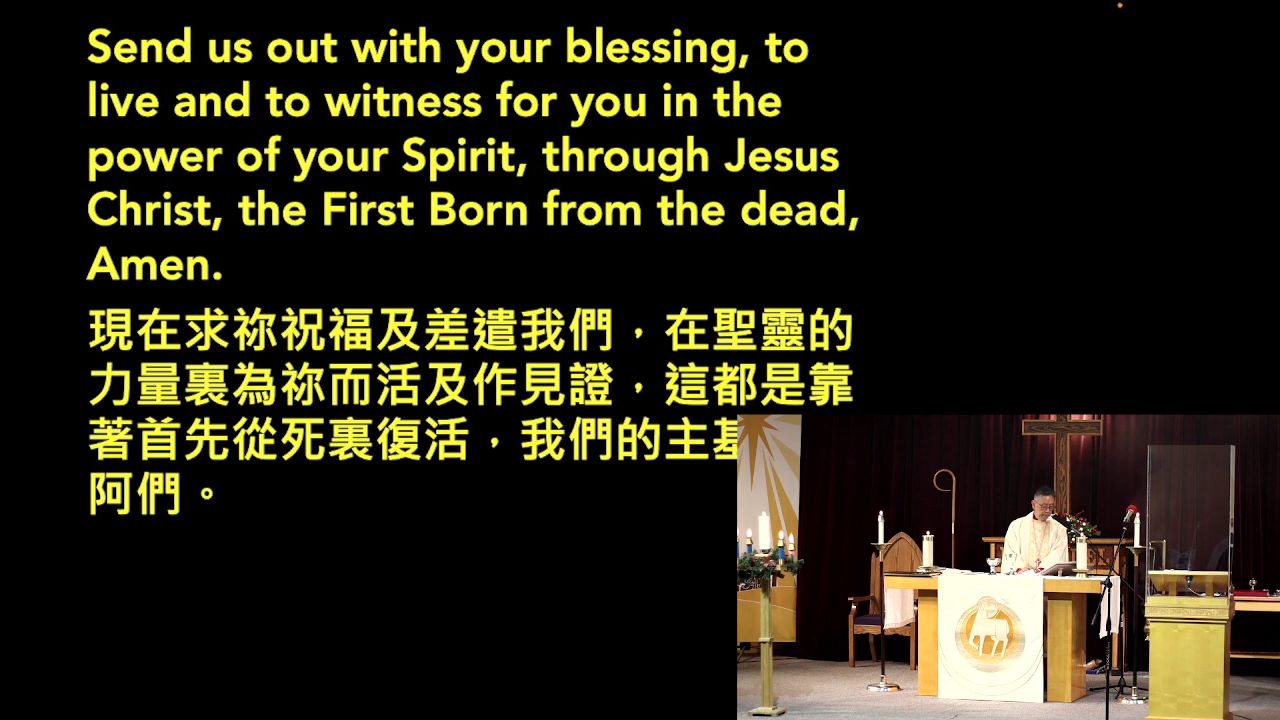 Send us out with your blessing, to
live and to witness for you in the
power of your Spirit, through Jesus
Christ, the First Born from the dead,
Amen.
現在求祢祝福及差遣我們，在聖靈的
力量裏為祢而活及作見證，這都是靠
著首先從死裏復活，我們的主基
阿們。